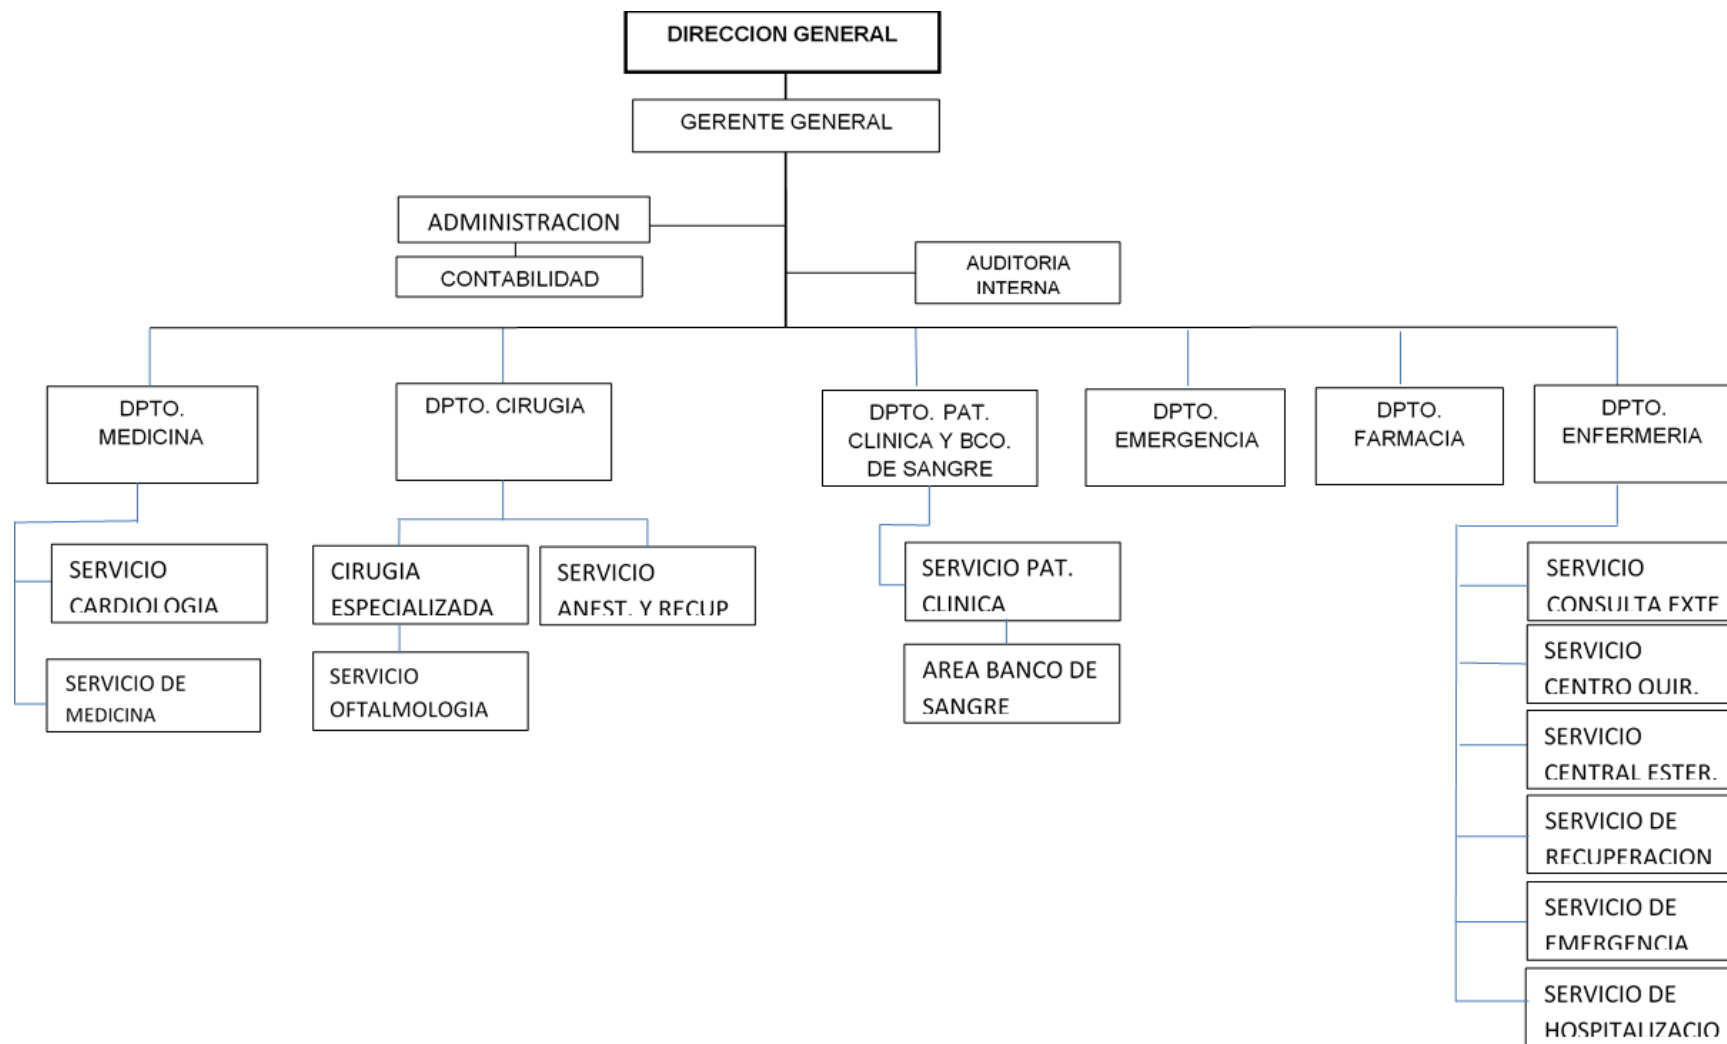 DIRECCION GENERAL
GERENTE GENERAL
ADMINISTRACION
CONTABILIDAD
AUDITORIA
INTERNA
DPTO.
MEDICINA
DPTO. CIRUGIA
DPTO. PAT.
CLINICA Y BCO.
DE SANGRE
DPTO.
EMERGENCIA
DPTO.
FARMACIA
DPTO.
ENFERMERIA
SERVICIO
CARDIOLOGIA
SERVICIO DE
MEDICINA
CIRUGIA
ESPECIALIZADA
SERVICIO
OFTALMOLOGIA
SERVICIO
ANEST. Y RECUP
SERVICIO PAT.
CLINICA
AREA BANCO DE
SANGRE
SERVICIO
CONSULTA EXTE
SERVICIO
CENTRO QUIR.
SERVICIO
CENTRAL ESTER.
SERVICIO DE
RECUPERACION
SERVICIO DE
EMERGENCIA
SERVICIO DE
HOSPITALIZACIO